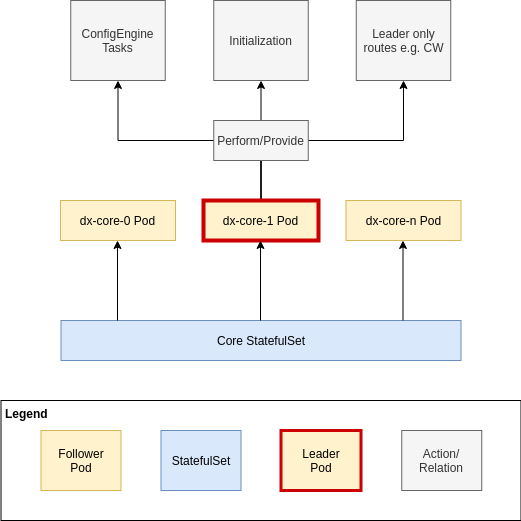 ConfigEngine
Tasks
Initialization
Leader only
routes e.g. CW
Perform/Provide
dx-core-0 Pod
dx-core-1 Pod
dx-core-n Pod
Core StatefulSet
Legend
Follower
Pod
StatefulSet
Leader
Pod
Action/
Relation